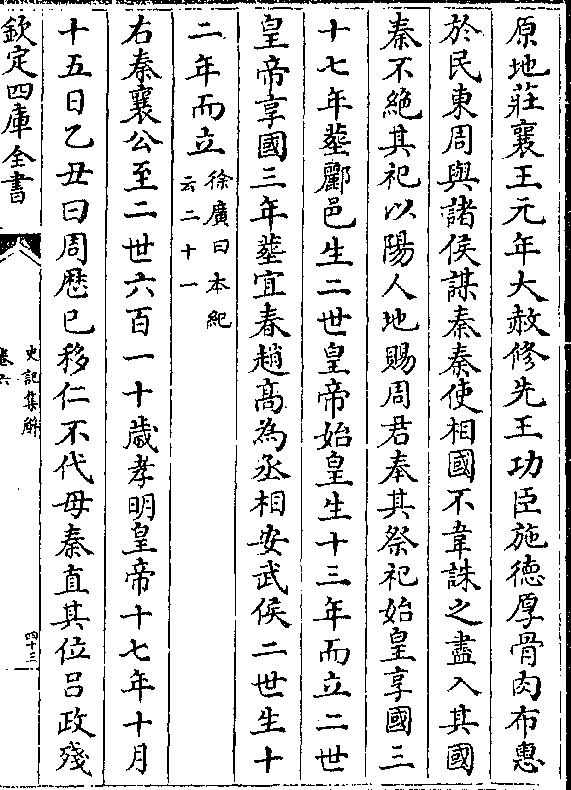 原地莊襄王元年大赦修先王功臣施德厚骨肉布惠
於民東周與諸侯謀秦秦使相國不韋誅之盡入其國
秦不絶其祀以陽人地賜周君奉其祭祀始皇享國三
十七年葬酈邑生二世皇帝始皇生十三年而立二世
皇帝享國三年葬宜春趙高為丞相安武侯二世生十
二年而立徐廣曰本紀
云二十一
右秦襄公至二世六百一十歲孝明皇帝十七年十月
十五日乙丑曰周歴已移仁不代母秦直其位呂政殘
欽定四庫全書
史記集解
卷六
四十三